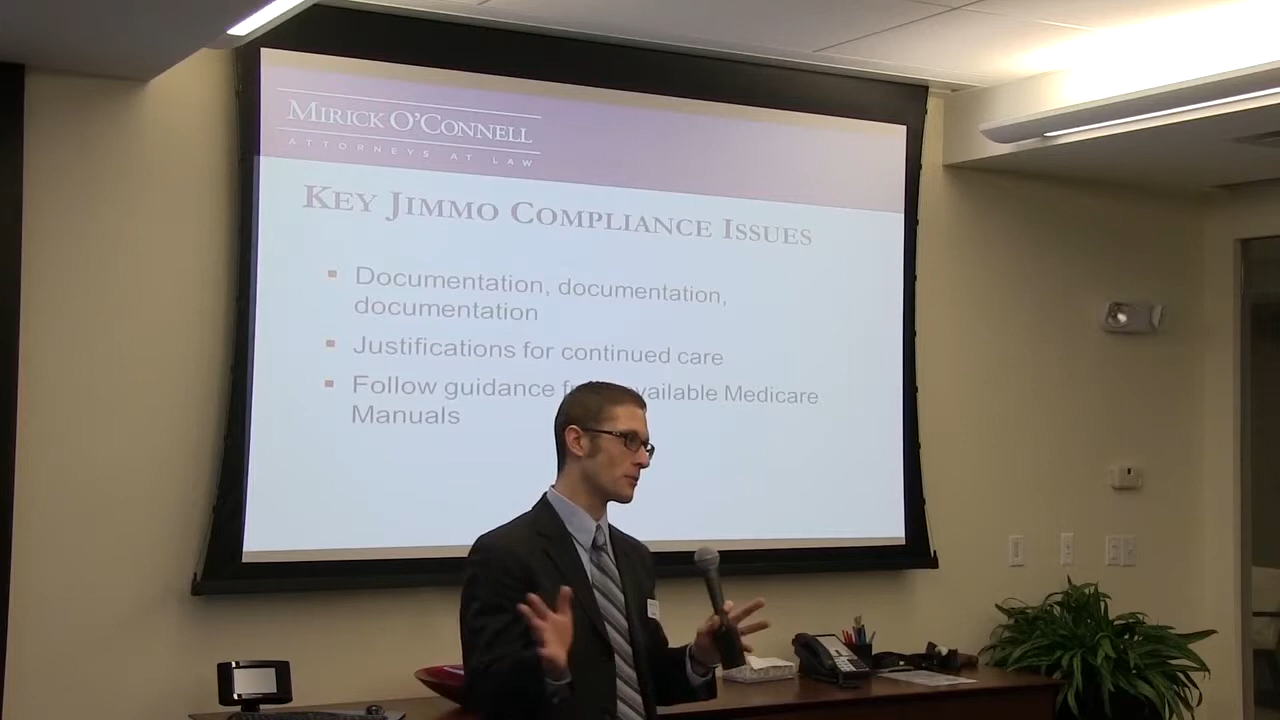 MIRICK O'CONNELL
ATTORNEYS AT LAW
KEY JIMMO COMPLIANCE ISSUES
Documentation, documentation,
documentation
Justifications for continued care
Follow guidance available Medicare
Manuals